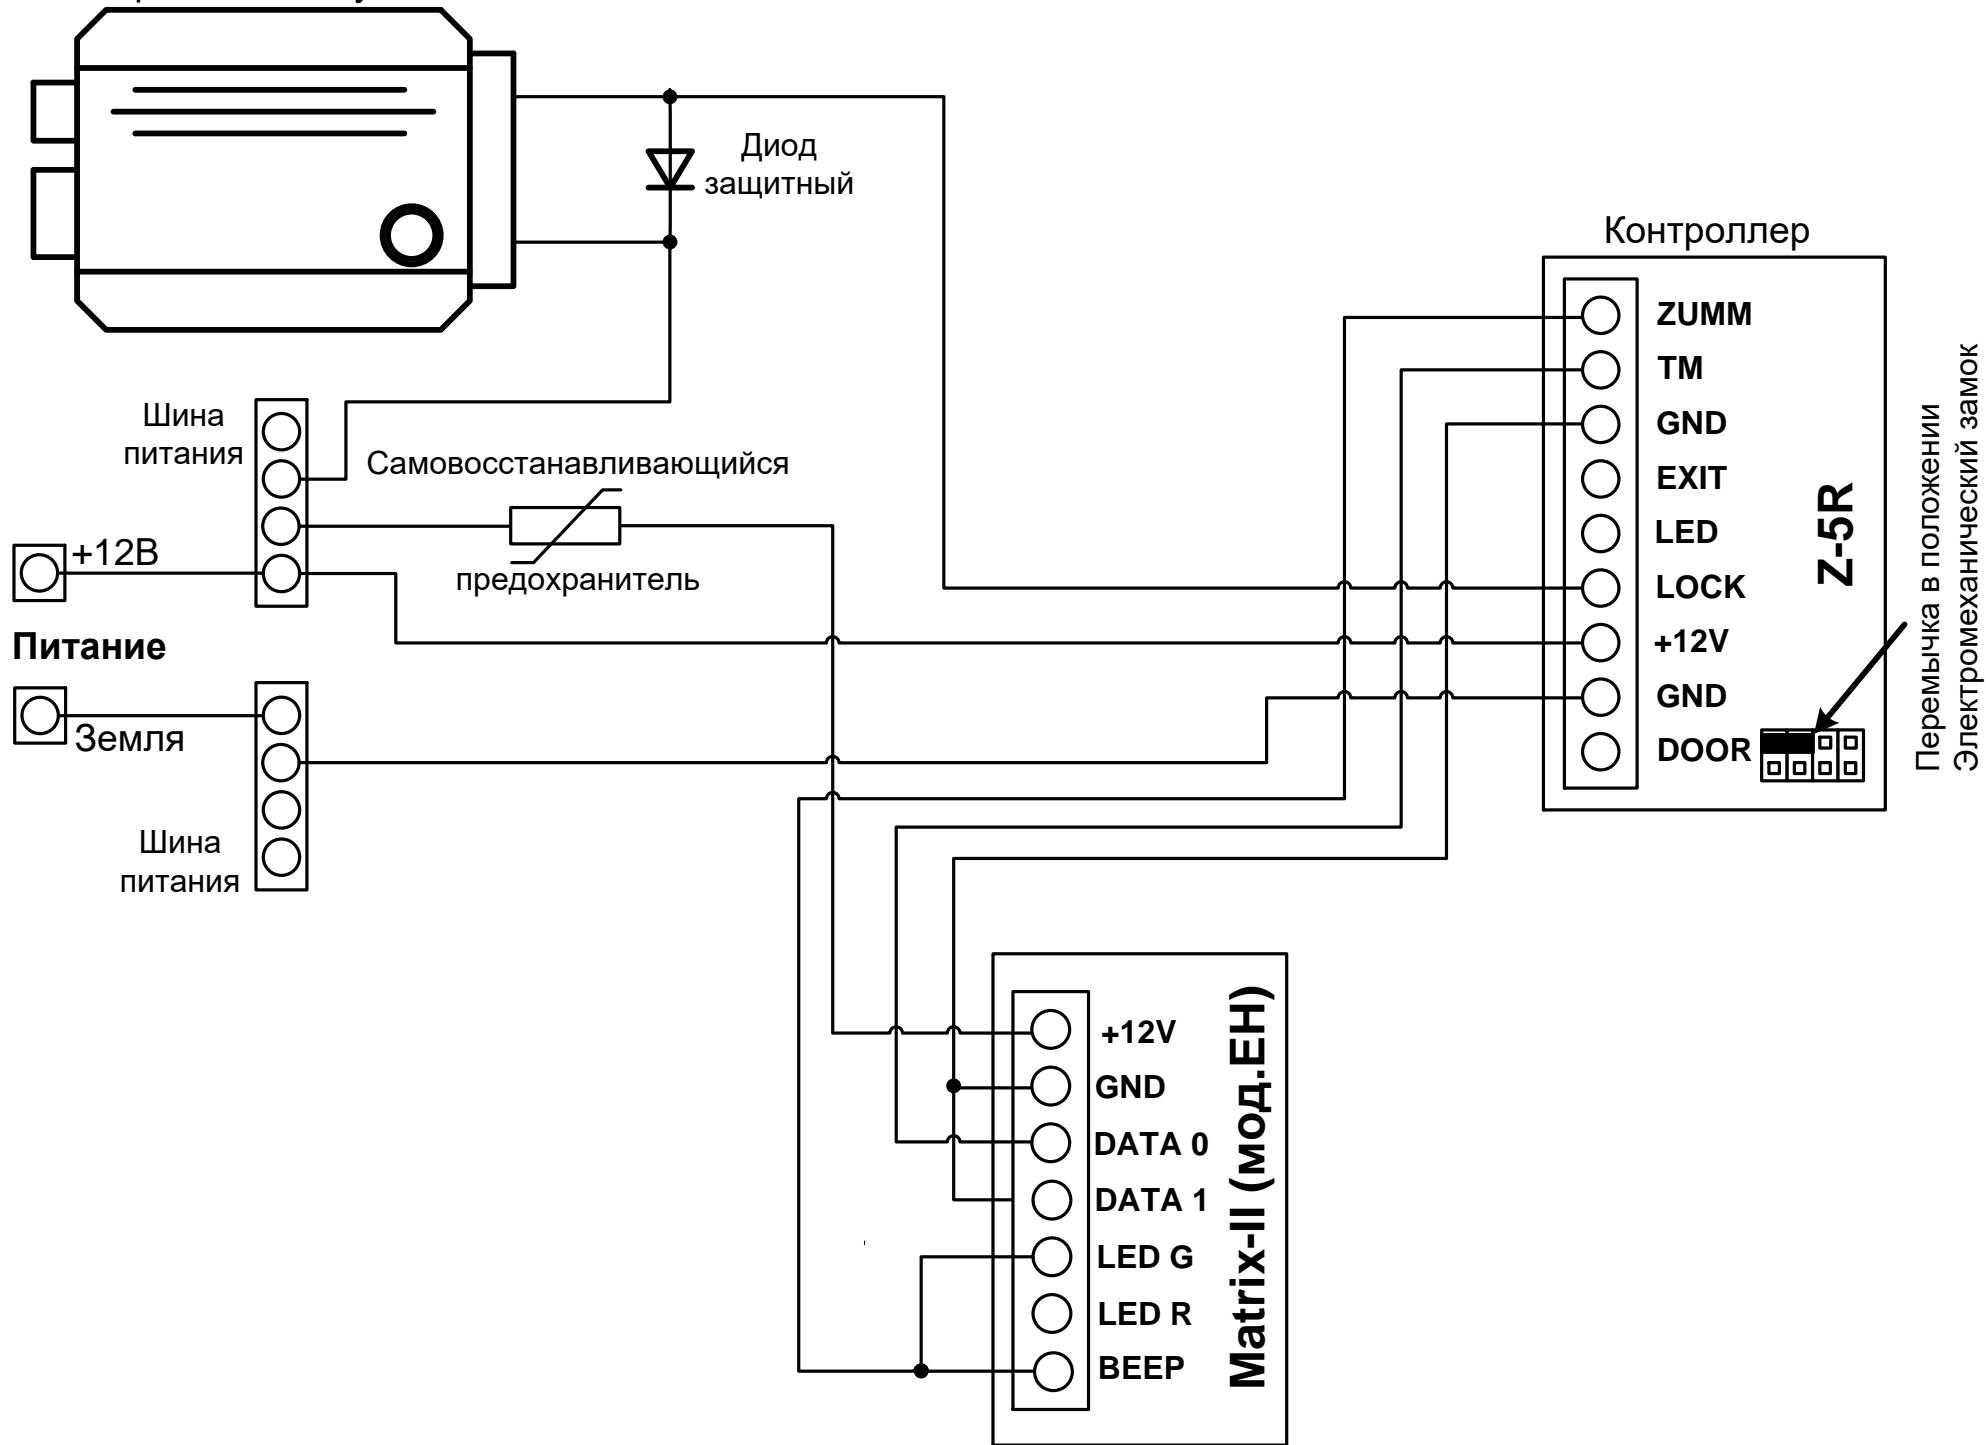 Диод
защитный
Контроллер
ZUMM
TM
GND
EXIT
LED
LOCK
+12V
GND
DOOR
Z-5R
Перемычка в положении
Электромеханический замок
Шина
питания
Самовосстанавливающийся
предохранитель
+12В
Питание
Земля
Шина
питания
+12V
GND
DATA 0
DATA 1
LED G
LED R
BEEP
Matrix-II (мод.EH)